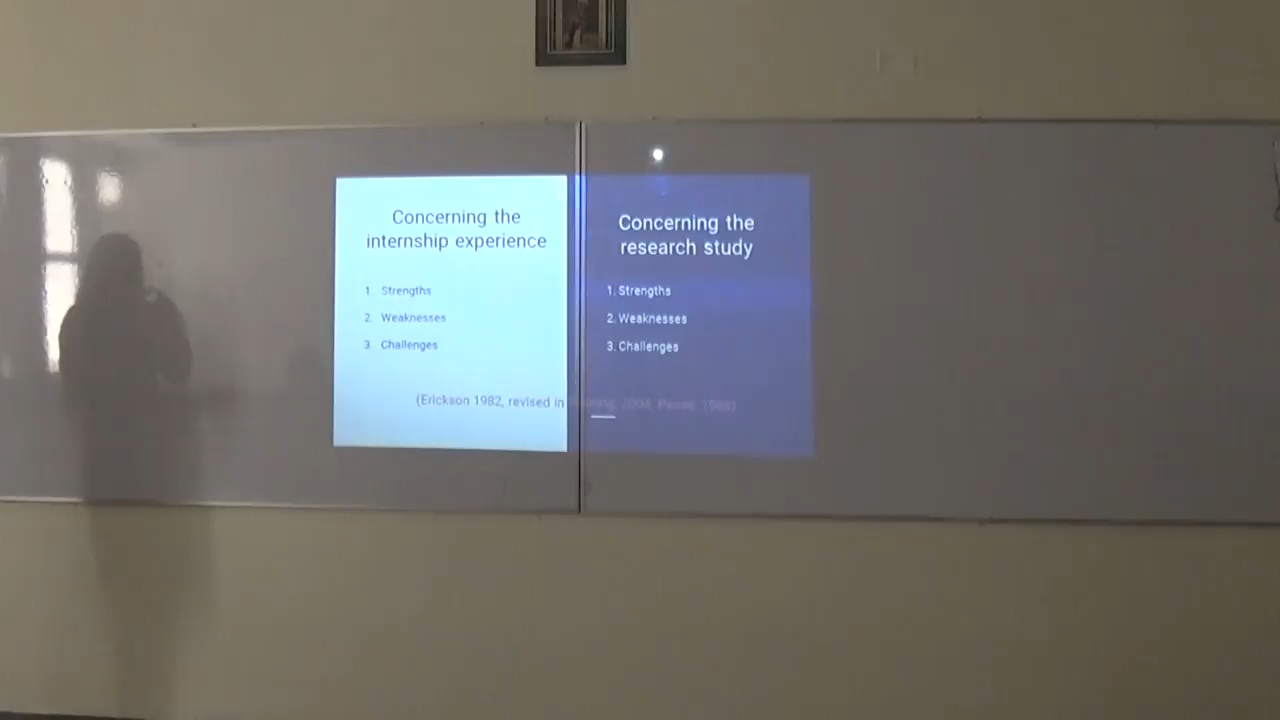 Concerning the
internship experience
1. Strengths
2. Weaknesses
3. Challenges
Concerning the
research study
1. Strengths
2. Weaknesses
3. Challenges
(Erickson 1982, revised in